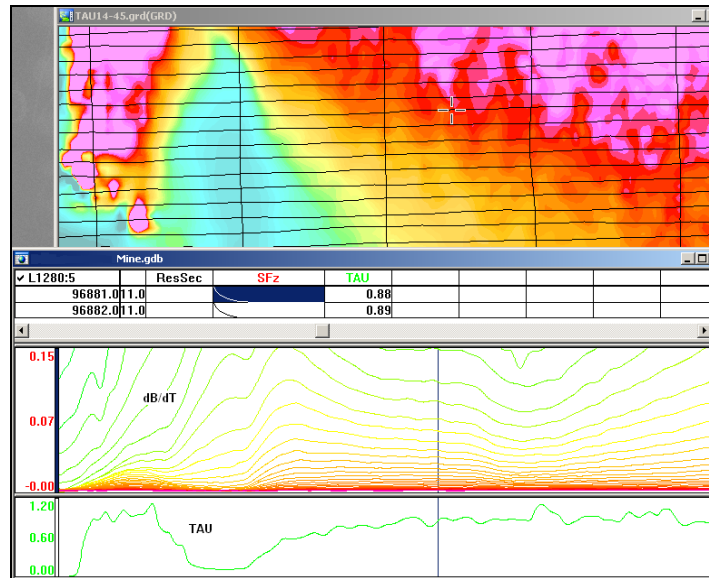 TAU14-45.grd(GRD)
Mine.gdb
✓ L1280:5 ResSec SFz TAU
96881.0 11.0 0.88
96882.0 11.0 0.89
0.15
dB/dT
0.07
-0.00
1.20
TAU
0.60
0.00